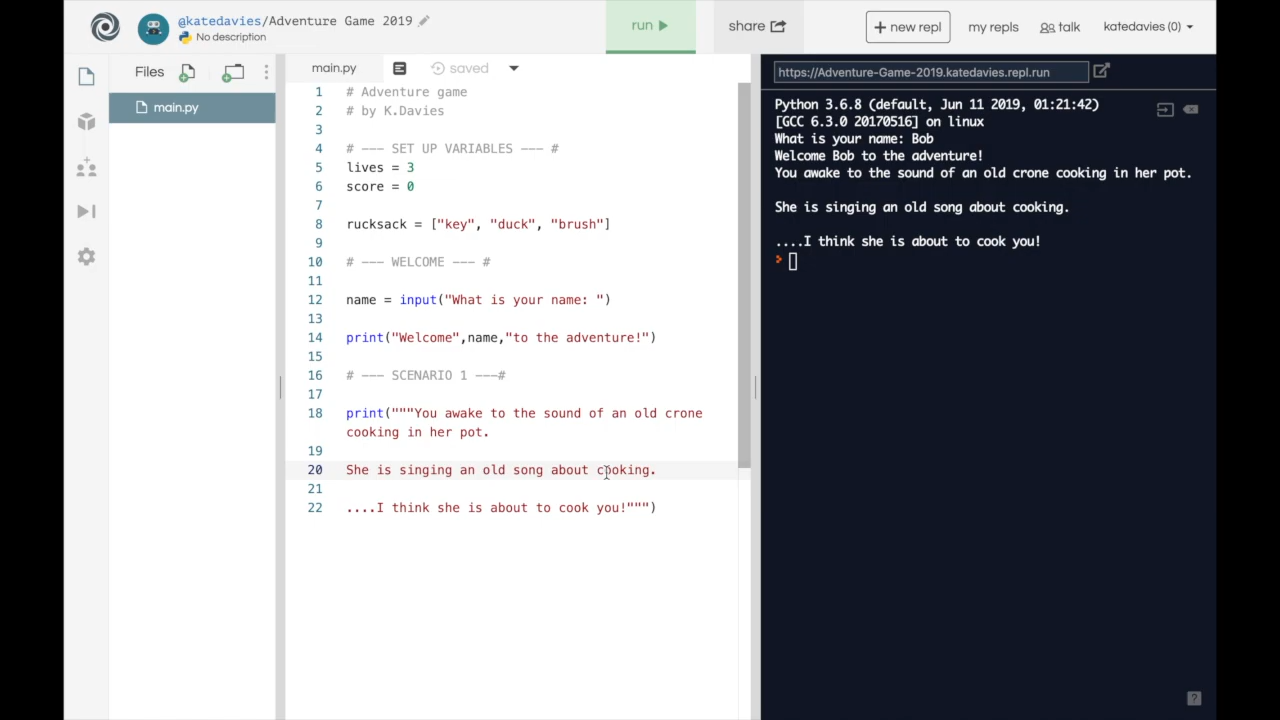 @katedavies/Adventure Game 2019
No description
run
share
+ new repl
my repls
talk
katedavies (0)
Files
main.py
main.py
saved
1 # Adventure game
2 # by K.Davies
3
4 # --- SET UP VARIABLES --- #
5 lives = 3
6 score = 0
7
8 rucksack = ["key", "duck", "brush"]
9
10 # --- WELCOME --- #
11
12 name = input("What is your name: ")
13
14 print("Welcome",name,"to the adventure!")
15
16 # --- SCENARIO 1 ---#
17
18 print("""You awake to the sound of an old crone
cooking in her pot.
19
20 She is singing an old song about cooking.
21
22 ....I think she is about to cook you!""")
https://Adventure-Game-2019.katedavies.repl.run
Python 3.6.8 (default, Jun 11 2019, 01:21:42)
[GCC 6.3.0 20170516] on linux
What is your name: Bob
Welcome Bob to the adventure!
You awake to the sound of an old crone cooking in her pot.
She is singing an old song about cooking.
....I think she is about to cook you!
>
?